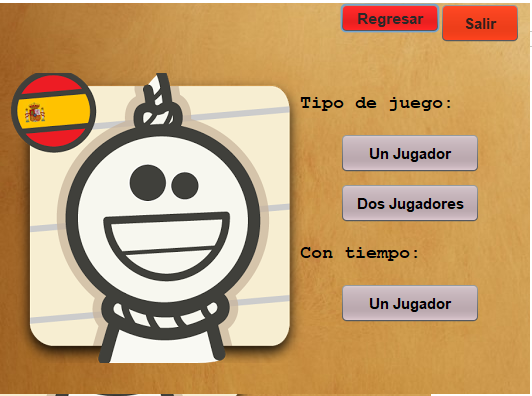 Regresar
Salir
Tipo de juego:
Un Jugador
Dos Jugadores
Con tiempo:
Un Jugador